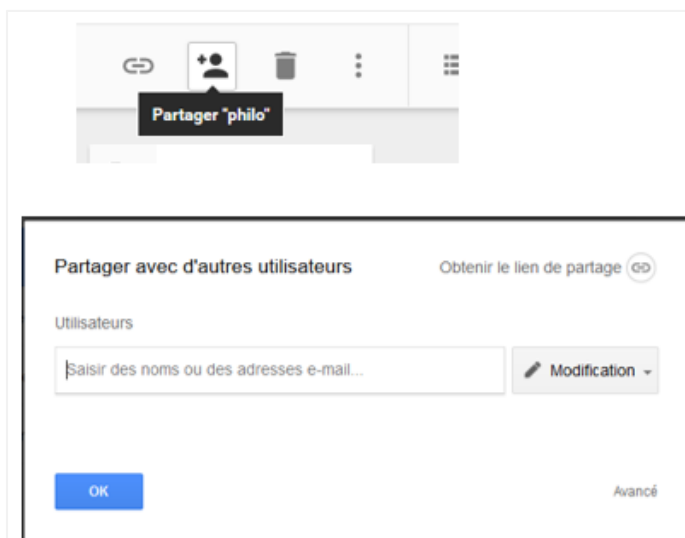 Partager "philo"
Partager avec d'autres utilisateurs
Obtenir le lien de partage
Utilisateurs
Saisir des noms ou des adresses e-mail...
Modification
OK
Avancé